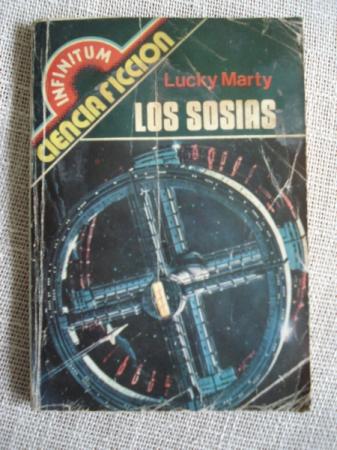 INFINITUM
CIENCIA FICCION
Lucky Marty
LOS SOSIAS